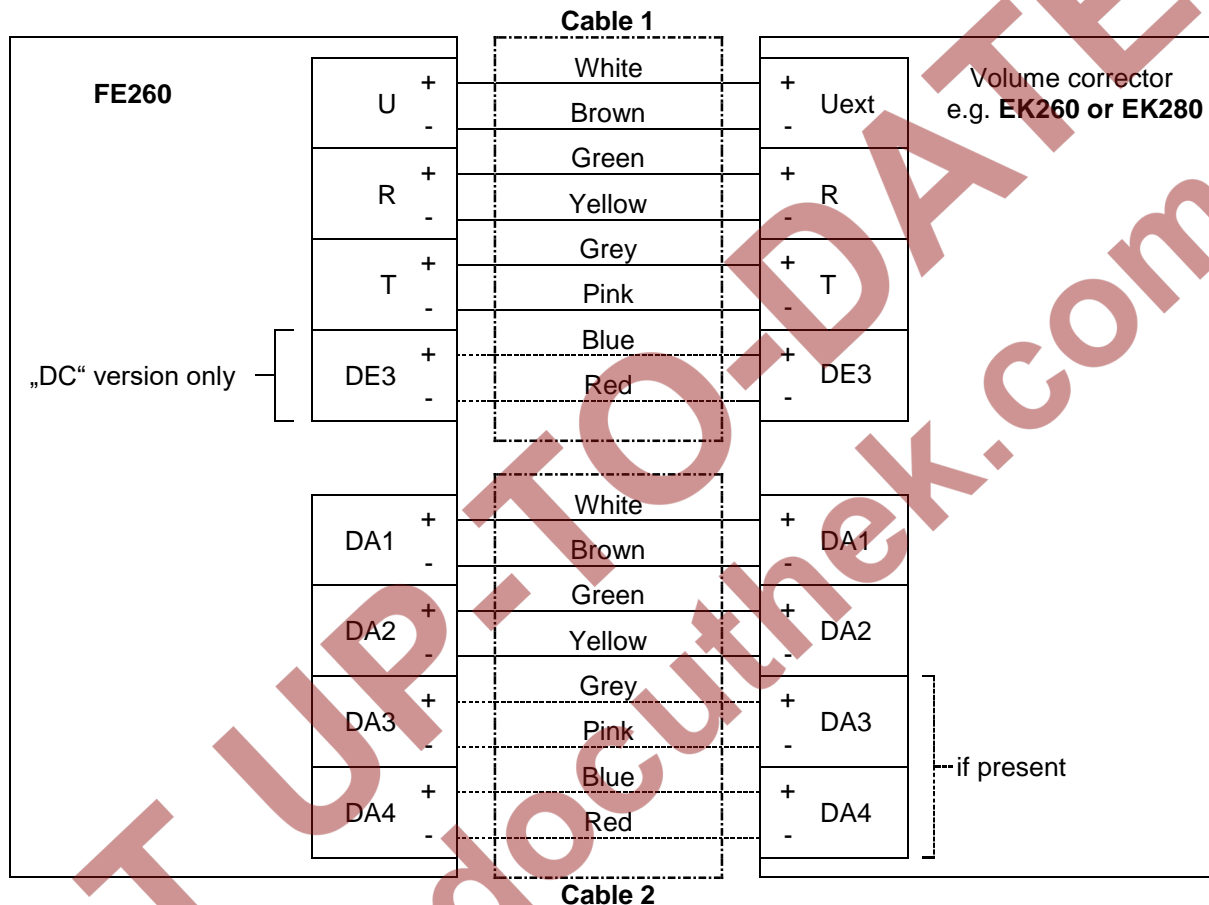 Cable 1
FE260
Volume corrector
e.g. EK260 or EK280
U + -
White
Brown
+ - Uext
R + -
Green
Yellow
+ - R
T + -
Grey
Pink
+ - T
„DC“ version only
DE3 + -
Blue
Red
+ - DE3
DA1 + -
White
Brown
+ - DA1
DA2 + -
Green
Yellow
+ - DA2
DA3 + -
Grey
Pink
+ - DA3
DA4 + -
Blue
Red
+ - DA4
if present
Cable 2
T UP-TO-DATE
docuthek.com